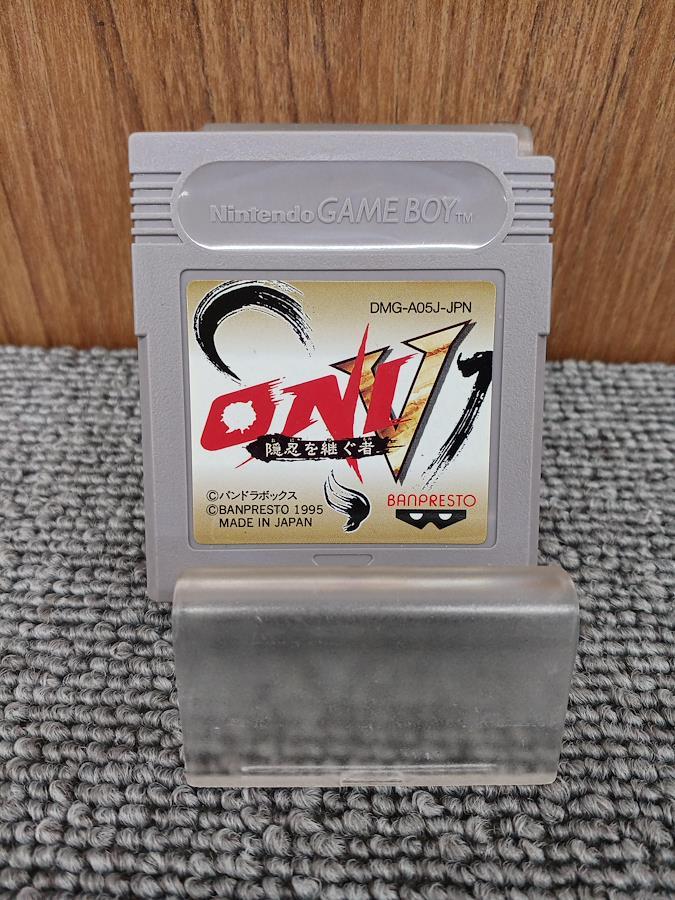 Nintendo GAME BOY TM
DMG-A05J-JPN
ONI V
隠忍を継ぐ者
©パンドラボックス
©BANPRESTO 1995
MADE IN JAPAN
BANPRESTO